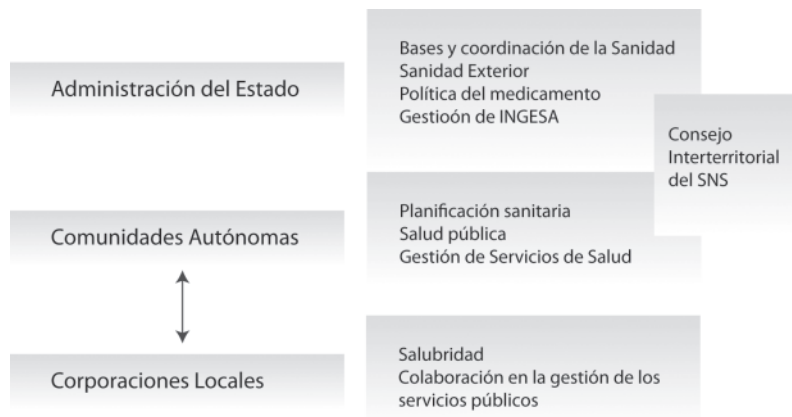 Administración del Estado
Bases y coordinación de la Sanidad
Sanidad Exterior
Política del medicamento
Gestioón de INGESA
Consejo
Interterritorial
del SNS
Comunidades Autónomas
Planificación sanitaria
Salud pública
Gestión de Servicios de Salud
Corporaciones Locales
Salubridad
Colaboración en la gestión de los
servicios públicos